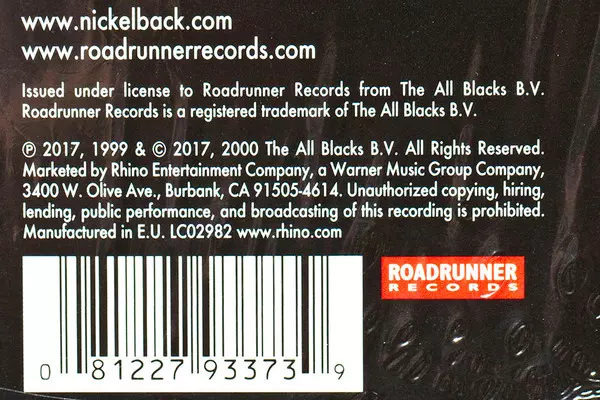 www.nickelback.com
www.roadrunnerrecords.com
Issued under license to Roadrunner Records from The All Blacks B.V.
Roadrunner Records is a registered trademark of The All Blacks B.V.
℗ 2017, 1999 & © 2017, 2000 The All Blacks B.V. All Rights Reserved.
Marketed by Rhino Entertainment Company, a Warner Music Group Company,
3400 W. Olive Ave., Burbank, CA 91505-4614. Unauthorized copying, hiring,
lending, public performance, and broadcasting of this recording is prohibited.
Manufactured in E.U. LC02982 www.rhino.com
ROADRUNNER
RECORDS
0 81227 93373 9